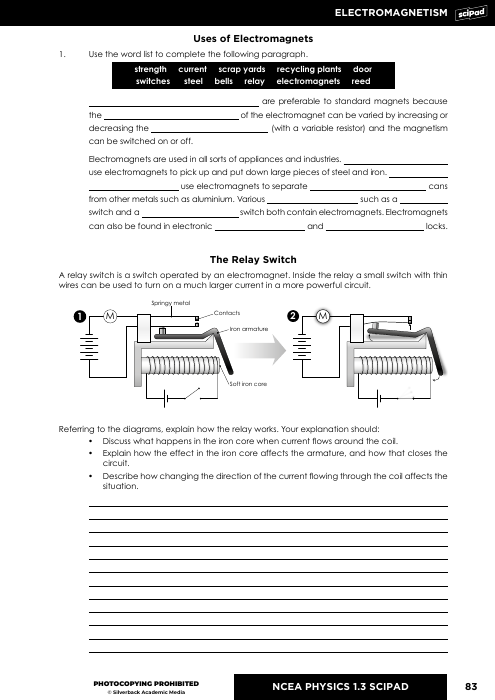 ELECTROMAGNETISM scipad
Uses of Electromagnets
1. Use the word list to complete the following paragraph.
strength current scrap yards recycling plants door
switches steel bells relay electromagnets reed
are preferable to standard magnets because
the of the electromagnet can be varied by increasing or
decreasing the (with a variable resistor) and the magnetism
can be switched on or off.
Electromagnets are used in all sorts of appliances and industries.
use electromagnets to pick up and put down large pieces of steel and iron.
use electromagnets to separate cans
from other metals such as aluminium. Various such as a
switch and a switch both contain electromagnets. Electromagnets
can also be found in electronic and locks.
The Relay Switch
A relay switch is a switch operated by an electromagnet. Inside the relay a small switch with thin
wires can be used to turn on a much larger current in a more powerful circuit.
Springy metal
1 M Contacts 2 M
Iron armature
Soft iron core
Referring to the diagrams, explain how the relay works. Your explanation should:
• Discuss what happens in the iron core when current flows around the coil.
• Explain how the effect in the iron core affects the armature, and how that closes the
circuit.
• Describe how changing the direction of the current flowing through the coil affects the
situation.
PHOTOCOPYING PROHIBITED
© Silverback Academic Media
NCEA PHYSICS 1.3 SCIPAD 83